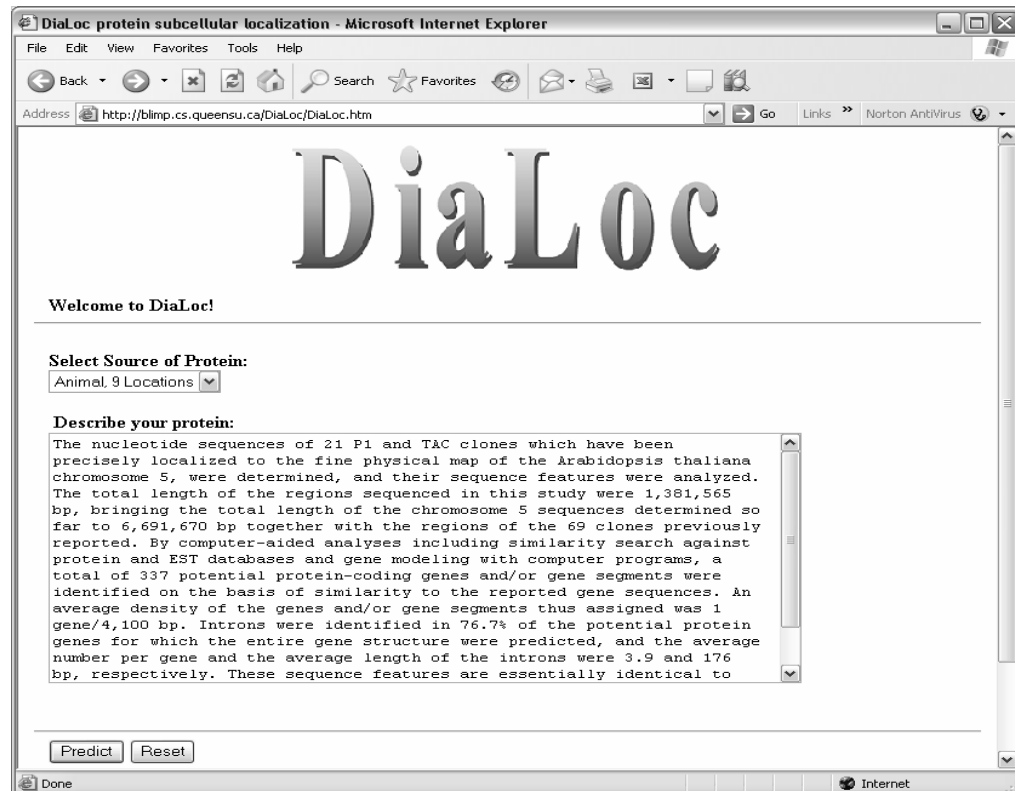 DiaLoc protein subcellular localization - Microsoft Internet Explorer
File Edit View Favorites Tools Help
Back Search Favorites
Address http://blimp.cs.queensu.ca/DiaLoc/DiaLoc.htm Go Links » Norton AntiVirus
DiaLoc
Welcome to DiaLoc!
Select Source of Protein:
Animal, 9 Locations
Describe your protein:
The nucleotide sequences of 21 P1 and TAC clones which have been
precisely localized to the fine physical map of the Arabidopsis thaliana
chromosome 5, were determined, and their sequence features were analyzed.
The total length of the regions sequenced in this study were 1,381,565
bp, bringing the total length of the chromosome 5 sequences determined so
far to 6,691,670 bp together with the regions of the 69 clones previously
reported. By computer-aided analyses including similarity search against
protein and EST databases and gene modeling with computer programs, a
total of 337 potential protein-coding genes and/or gene segments were
identified on the basis of similarity to the reported gene sequences. An
average density of the genes and/or gene segments thus assigned was 1
gene/4,100 bp. Introns were identified in 76.7% of the potential protein
genes for which the entire gene structure were predicted, and the average
number per gene and the average length of the introns were 3.9 and 176
bp, respectively. These sequence features are essentially identical to
Predict Reset
Done Internet